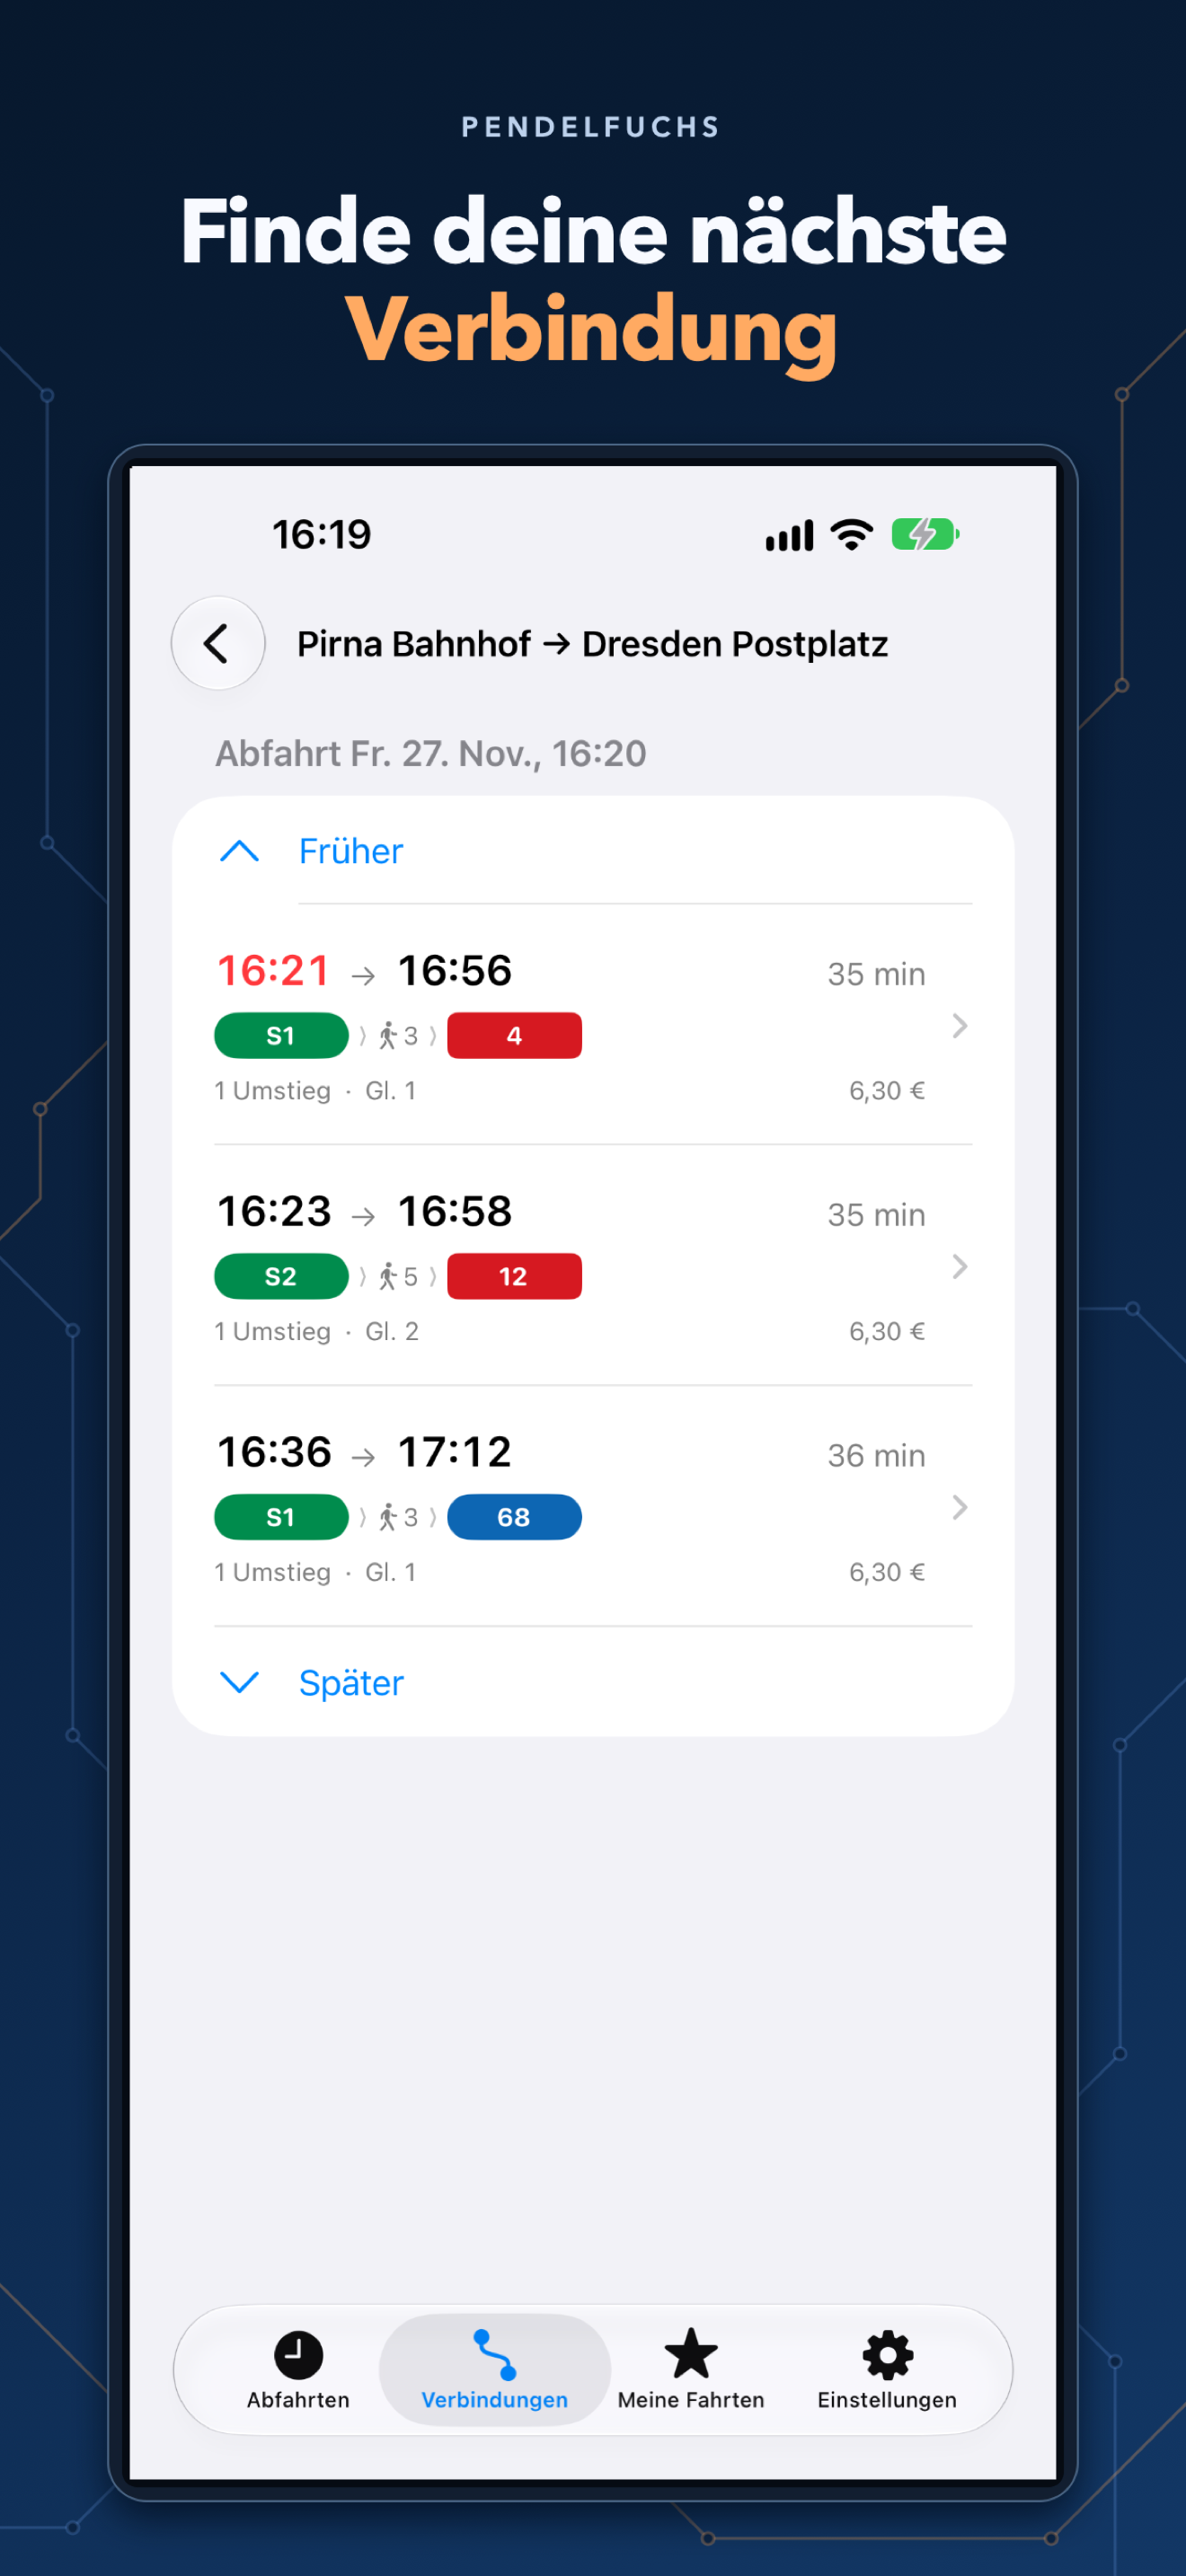 PENDELFUCHS
Finde deine nächste
Verbindung
16:19
Pirna Bahnhof → Dresden Postplatz
Abfahrt Fr. 27. Nov., 16:20
Früher
16:21 → 16:56 35 min
S1 ⟩ 3 ⟩ 4
1 Umstieg · Gl. 1 6,30 €
16:23 → 16:58 35 min
S2 ⟩ 5 ⟩ 12
1 Umstieg · Gl. 2 6,30 €
16:36 → 17:12 36 min
S1 ⟩ 3 ⟩ 68
1 Umstieg · Gl. 1 6,30 €
Später
Abfahrten Verbindungen Meine Fahrten Einstellungen